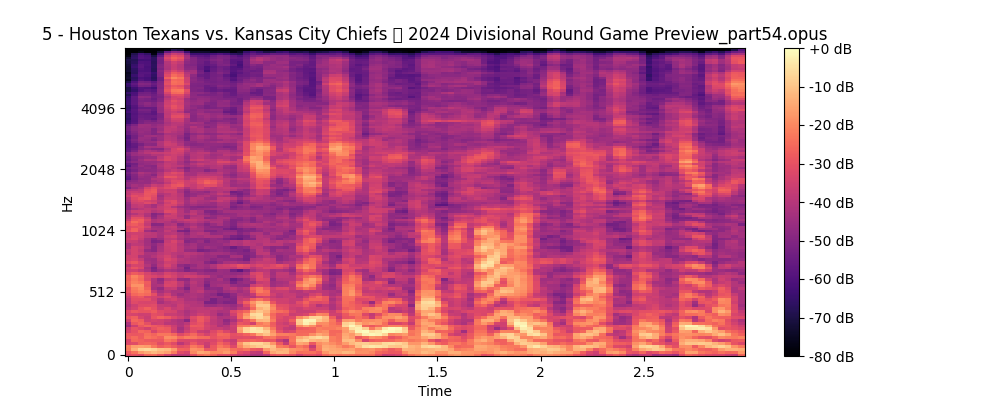 5 - Houston Texans vs. Kansas City Chiefs  2024 Divisional Round Game Preview_part54.opus
+0 dB
4096
-10 dB
-20 dB
2048
-30 dB
Hz
1024
-40 dB
-50 dB
512
-60 dB
-70 dB
0
-80 dB
0 0.5 1 1.5 2 2.5
Time